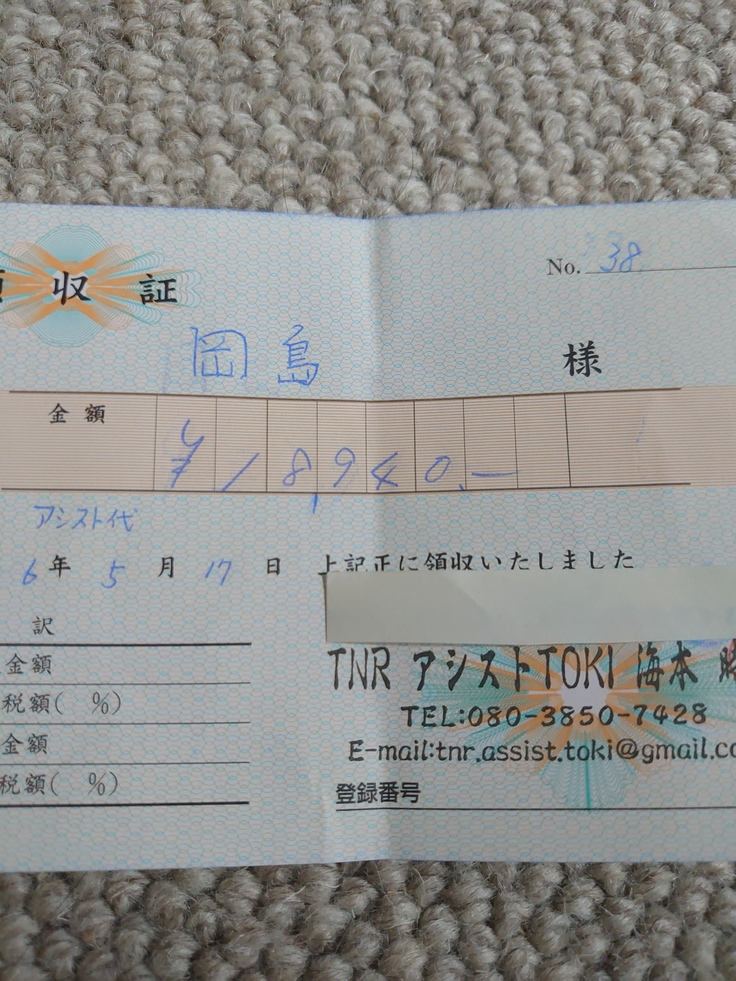 収 証
No. 38
岡島 様
金額 ¥18,940.—
アシスト代
6年 5月 17日 上記正に領収いたしました
訳
金額
税額( %)
金額
税額( %)
TNR アシストTOKI 海本
TEL:080-3850-7428
E-mail:tnr.assist.toki@gmail.co
登録番号